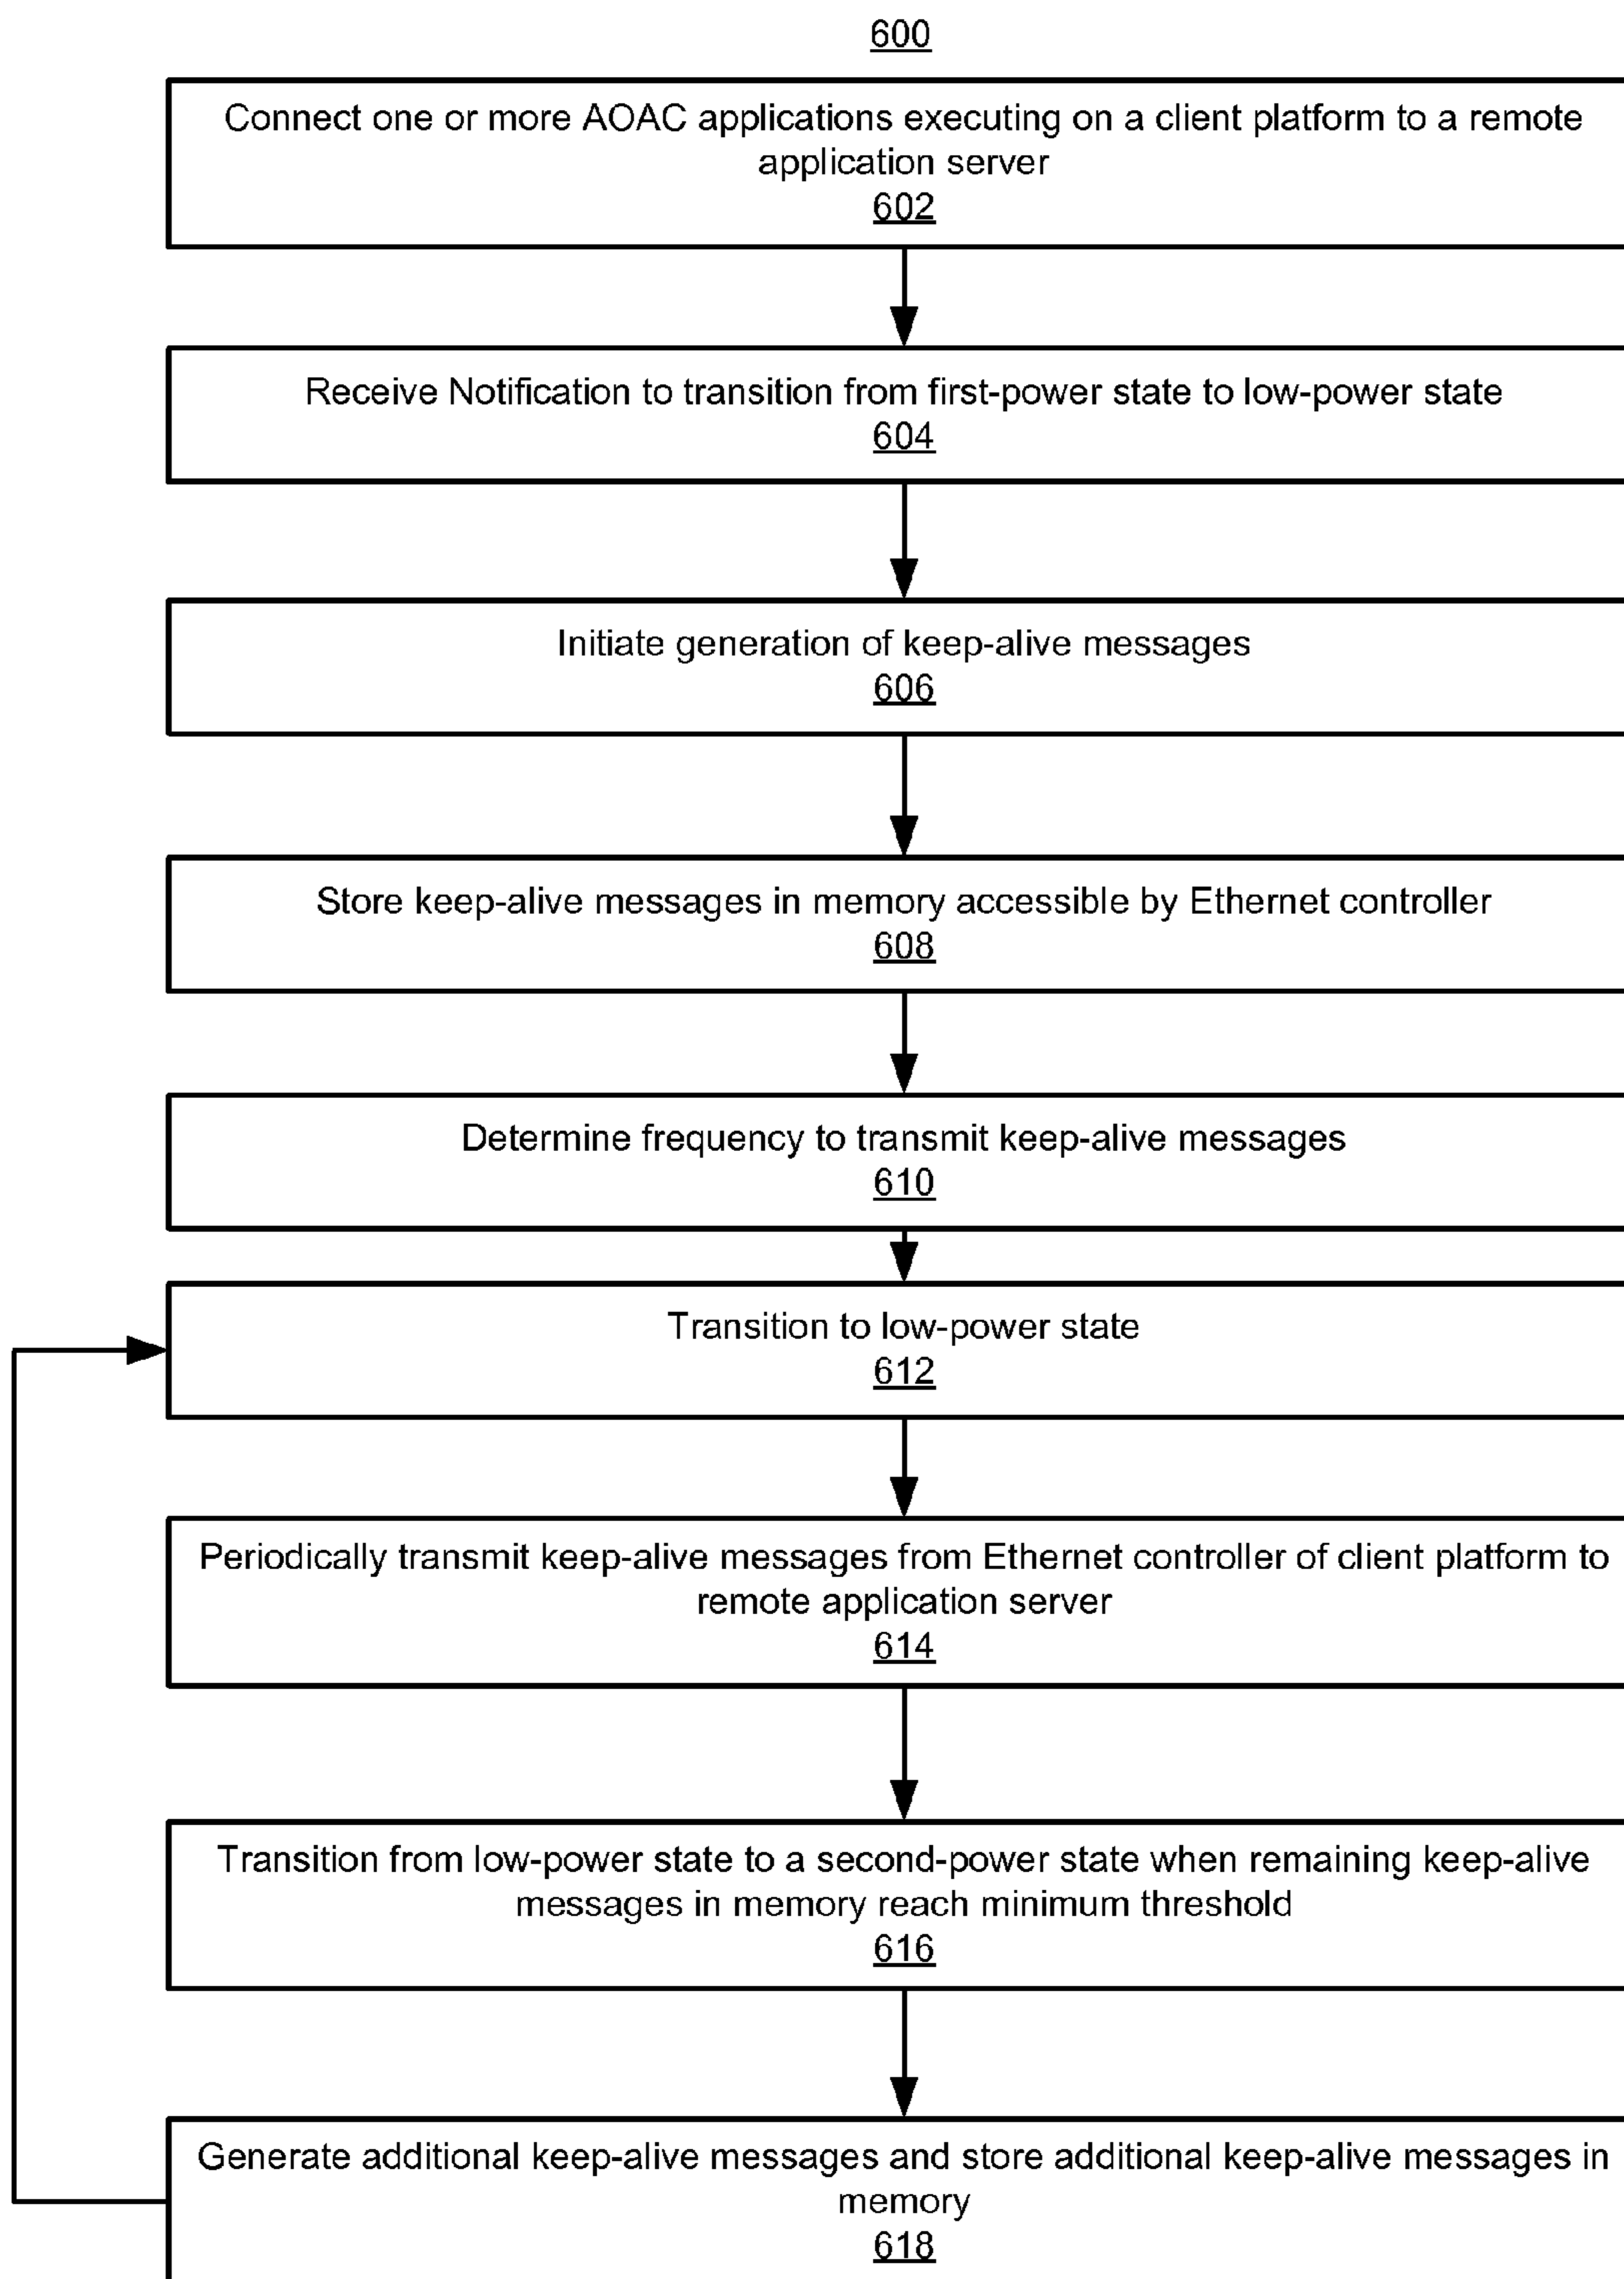 600
Connect one or more AOAC applications executing on a client platform to a remote
application server
602
Receive Notification to transition from first-power state to low-power state
604
Initiate generation of keep-alive messages
606
Store keep-alive messages in memory accessible by Ethernet controller
608
Determine frequency to transmit keep-alive messages
610
Transition to low-power state
612
Periodically transmit keep-alive messages from Ethernet controller of client platform to
remote application server
614
Transition from low-power state to a second-power state when remaining keep-alive
messages in memory reach minimum threshold
616
Generate additional keep-alive messages and store additional keep-alive messages in
memory
618